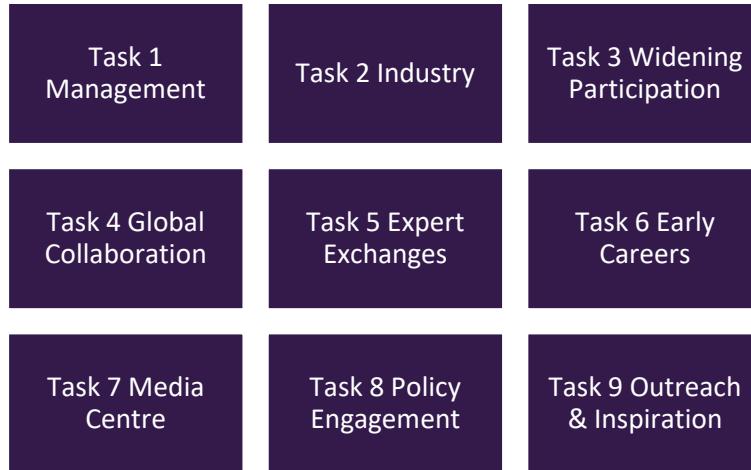 Task 1
Management
Task 2 Industry
Task 3 Widening
Participation
Task 4 Global
Collaboration
Task 5 Expert
Exchanges
Task 6 Early
Careers
Task 7 Media
Centre
Task 8 Policy
Engagement
Task 9 Outreach
& Inspiration